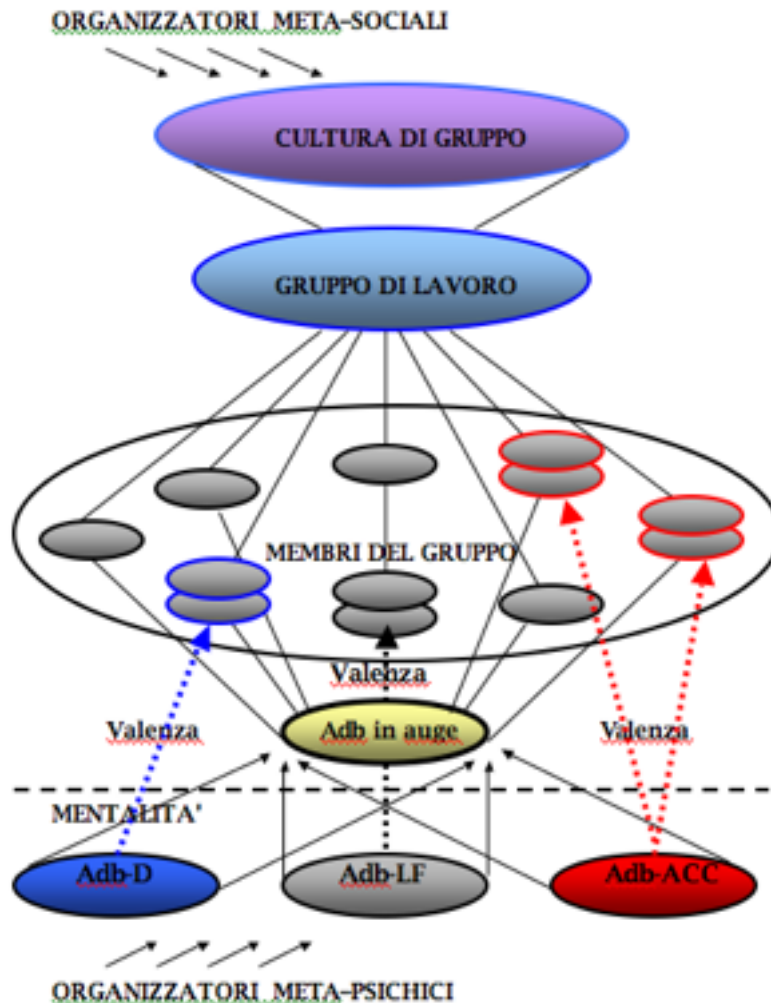 ORGANIZZATORI META-SOCIALI
CULTURA DI GRUPPO
GRUPPO DI LAVORO
MEMBRI DEL GRUPPO
Valenza
Valenza
Adb in auge
Valenza
MENTALITA'
Adb-D
Adb-LF
Adb-ACC
ORGANIZZATORI META-PSICHICI